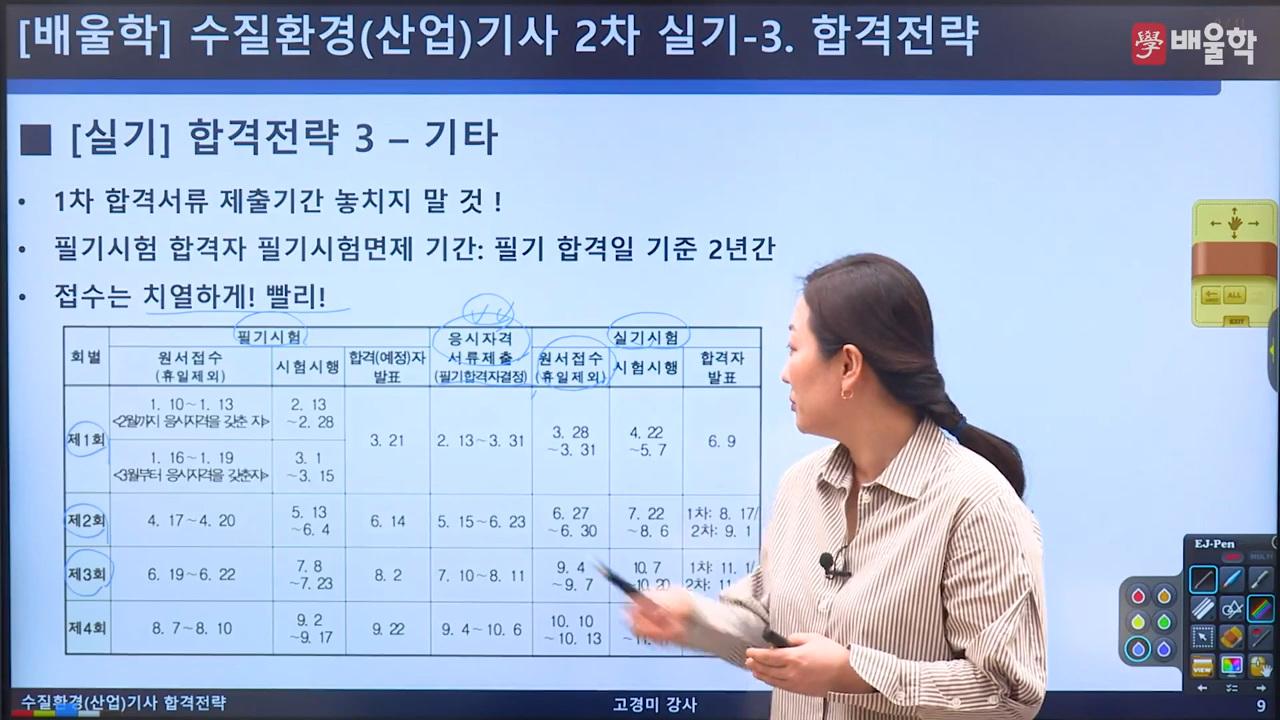 [배울학] 수질환경(산업)기사 2차 실기-3. 합격전략
學 배울학
■ [실기] 합격전략 3 – 기타
• 1차 합격서류 제출기간 놓치지 말 것 !
• 필기시험 합격자 필기시험면제 기간: 필기 합격일 기준 2년간
• 접수는 치열하게! 빨리!
회별 필기시험 응시자격 서류제출 (필기합격자결정) 실기시험
원서접수 (휴일제외) 시험시행 합격(예정)자 발표 원서접수 (휴일제외) 시험시행 합격자 발표
제1회 1. 10~1. 13 <2월까지 응시자격을 갖춘 자> 2. 13 ~2. 28 3. 21 2. 13~3. 31 3. 28 ~3. 31 4. 22 ~5. 7 6. 9
1. 16~1. 19 <3월부터 응시자격을 갖춘자> 3. 1 ~3. 15
제2회 4. 17~4. 20 5. 13 ~6. 4 6. 14 5. 15~6. 23 6. 27 ~6. 30 7. 22 ~8. 6 1차: 8. 17/ 2차: 9. 1
제3회 6. 19~6. 22 7. 8 ~7. 23 8. 2 7. 10~8. 11 9. 4 ~9. 7 10. 7 ~10. 20 1차: 11. 1/ 2차: 11
제4회 8. 7~8. 10 9. 2 ~9. 17 9. 22 9. 4~10. 6 10. 10 ~10. 13
ALL
EXIT
EJ-Pen
MULTI
VIEW
수질환경(산업)기사 합격전략
고경미 강사
9